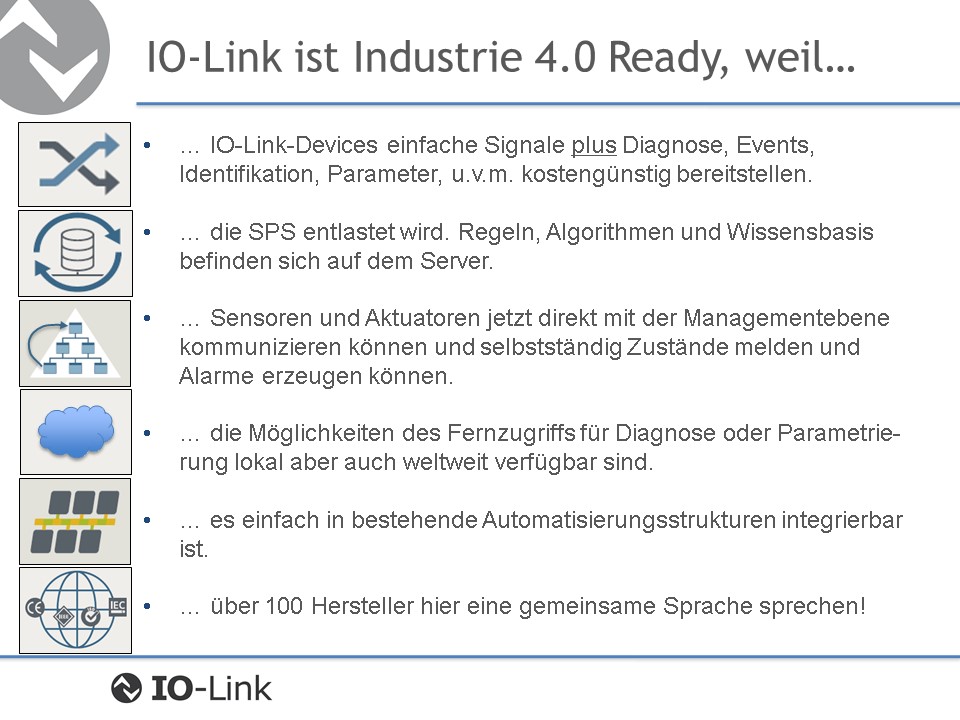 IO-Link ist Industrie 4.0 Ready, weil…
• … IO-Link-Devices einfache Signale plus Diagnose, Events,
Identifikation, Parameter, u.v.m. kostengünstig bereitstellen.
• … die SPS entlastet wird. Regeln, Algorithmen und Wissensbasis
befinden sich auf dem Server.
• … Sensoren und Aktuatoren jetzt direkt mit der Managementebene
kommunizieren können und selbstständig Zustände melden und
Alarme erzeugen können.
• … die Möglichkeiten des Fernzugriffs für Diagnose oder Parametrie-
rung lokal aber auch weltweit verfügbar sind.
• … es einfach in bestehende Automatisierungsstrukturen integrierbar
ist.
CE IEC
• … über 100 Hersteller hier eine gemeinsame Sprache sprechen!
IO-Link